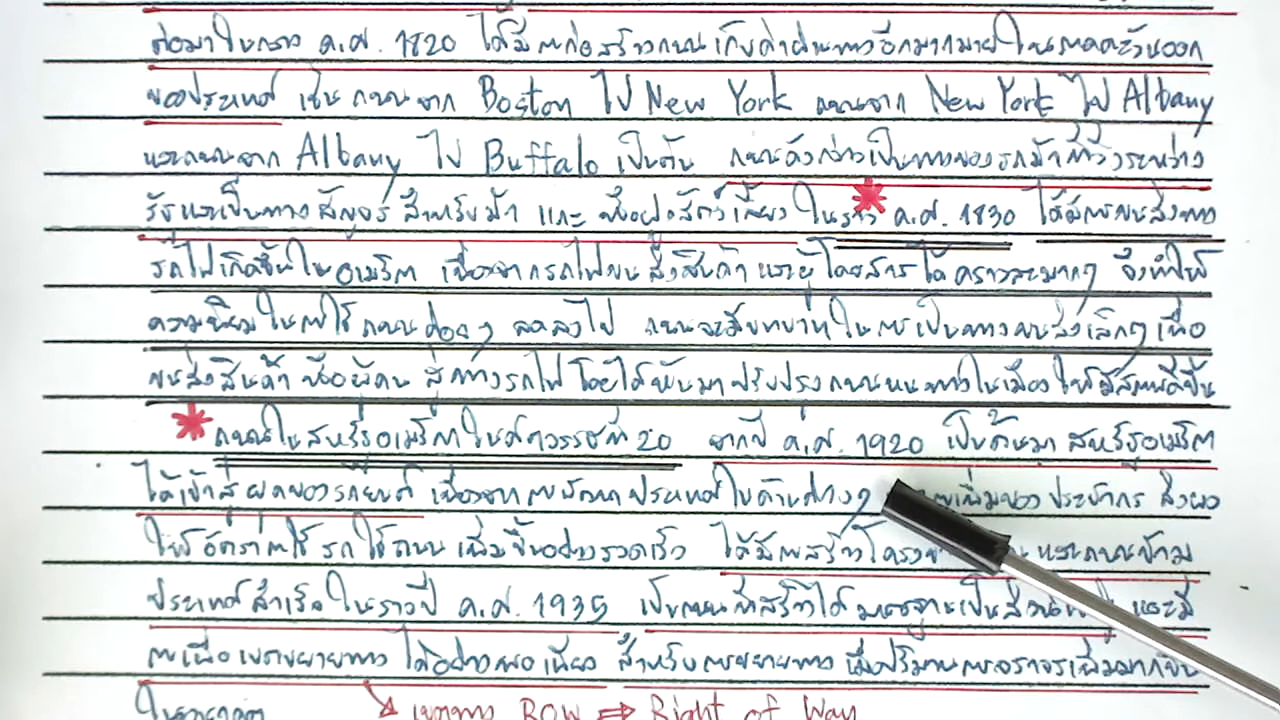 ต่อมาในราว ค.ศ. 1820 ได้มีการก่อสร้างถนนเก็บค่าผ่านทางอีกมากมายในภาคตะวันออก
ของประเทศ เช่น ถนนจาก Boston ไป New York ถนนจาก New York ไป Albany
และถนนจาก Albany ไป Buffalo เป็นต้น ถนนดังกล่าวเป็นทางของรถม้าที่วิ่งระหว่าง
รัฐและเป็นทางสัญจร สำหรับม้า และ ฝูงสัตว์เลี้ยง ในราว ค.ศ. 1830 ได้มีการขนส่งทาง
รถไฟเกิดขึ้นในอเมริกา เนื่องจากรถไฟขนส่งสินค้า และผู้โดยสารได้คราวละมากๆ จึงทำให้
ความนิยมในการใช้ถนนค่อยๆ ลดลงไป ถนนจะมีบทบาทในการเป็นทางขนส่งเล็กๆ เพื่อ
ขนส่งสินค้า หรือผู้คน สู่ทางรถไฟ โดยได้หันมาปรับปรุงถนนหนทางในเมือง ให้มีสภาพดีขึ้น
ถนนในสหรัฐอเมริกาในศตวรรษที่ 20 จากปี ค.ศ. 1920 เป็นต้นมา สหรัฐอเมริกา
ได้เข้าสู่ยุคของรถยนต์ เนื่องจากการพัฒนาประเทศในด้านต่างๆ การเพิ่มของ ประชากร ส่งผล
ให้อัตราการใช้รถใช้ถนน เพิ่มขึ้นอย่างรวดเร็ว ได้มีการสร้าง และถนนข้าม
ประเทศสำเร็จในราวปี ค.ศ. 1935 เป็นถนนที่สร้างได้มาตรฐานเป็นส่วนใหญ่ และมี
การเผื่อเขตขยายทาง ได้อย่างพอเพียง สำหรับการขยายทาง เมื่อปริมาณการจราจรเพิ่มมากขึ้น
ในอนาคต เขตทาง ROW ⇒ Right of Way